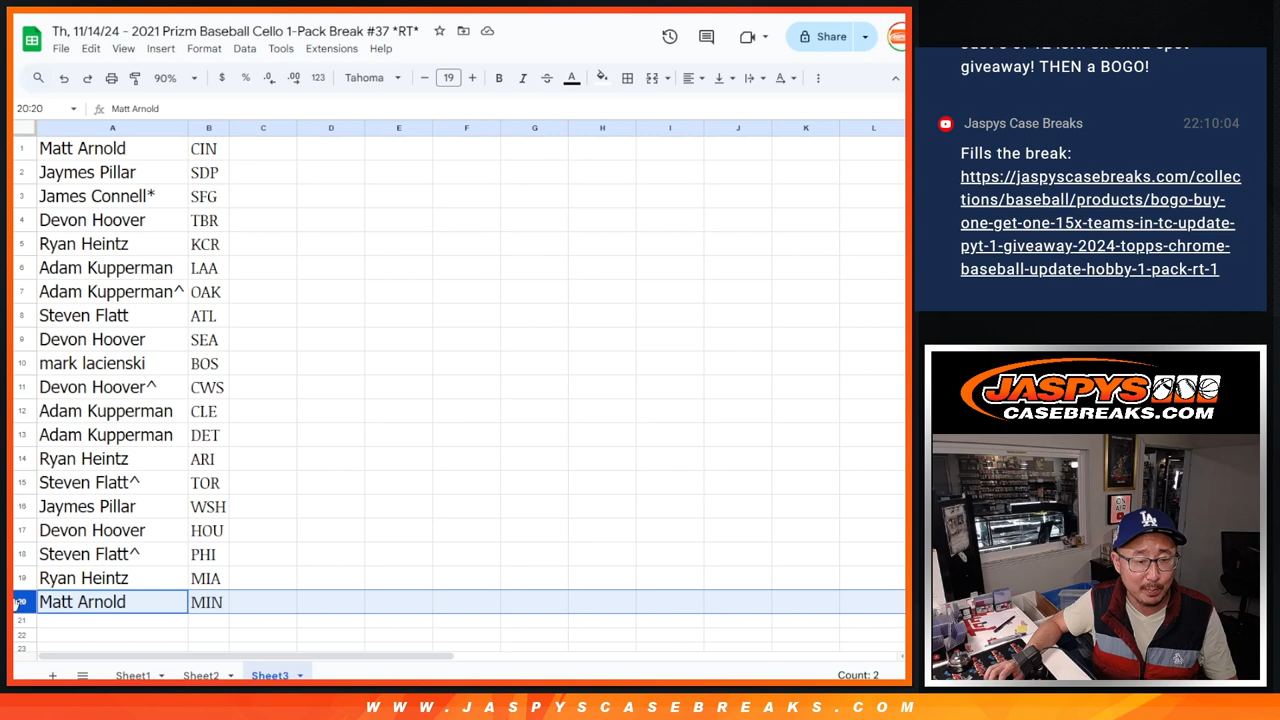 Th, 11/14/24 - 2021 Prizm Baseball Cello 1-Pack Break #37 *RT*
File Edit View Insert Format Data Tools Extensions Help
Share
90% $ % .0 .00 123 Tahoma 19 B I A
20:20 fx Matt Arnold
A B C D E F G H I J K L
1 Matt Arnold CIN
2 Jaymes Pillar SDP
3 James Connell* SFG
4 Devon Hoover TBR
5 Ryan Heintz KCR
6 Adam Kupperman LAA
7 Adam Kupperman^ OAK
8 Steven Flatt ATL
9 Devon Hoover SEA
10 mark lacienski BOS
11 Devon Hoover^ CWS
12 Adam Kupperman CLE
13 Adam Kupperman DET
14 Ryan Heintz ARI
15 Steven Flatt^ TOR
16 Jaymes Pillar WSH
17 Devon Hoover HOU
18 Steven Flatt^ PHI
19 Ryan Heintz MIA
20 Matt Arnold MIN
21
22
23
Sheet1 Sheet2 Sheet3 Count: 2
giveaway! THEN a BOGO!
Jaspys Case Breaks 22:10:04
Fills the break:
https://jaspyscasebreaks.com/collec
tions/baseball/products/bogo-buy-
one-get-one-15x-teams-in-tc-update-
pyt-1-giveaway-2024-topps-chrome-
baseball-update-hobby-1-pack-rt-1
JASPYS
CASEBREAKS.COM
ON
AIR
LA
WWW.JASPYSCASEBREAKS.COM